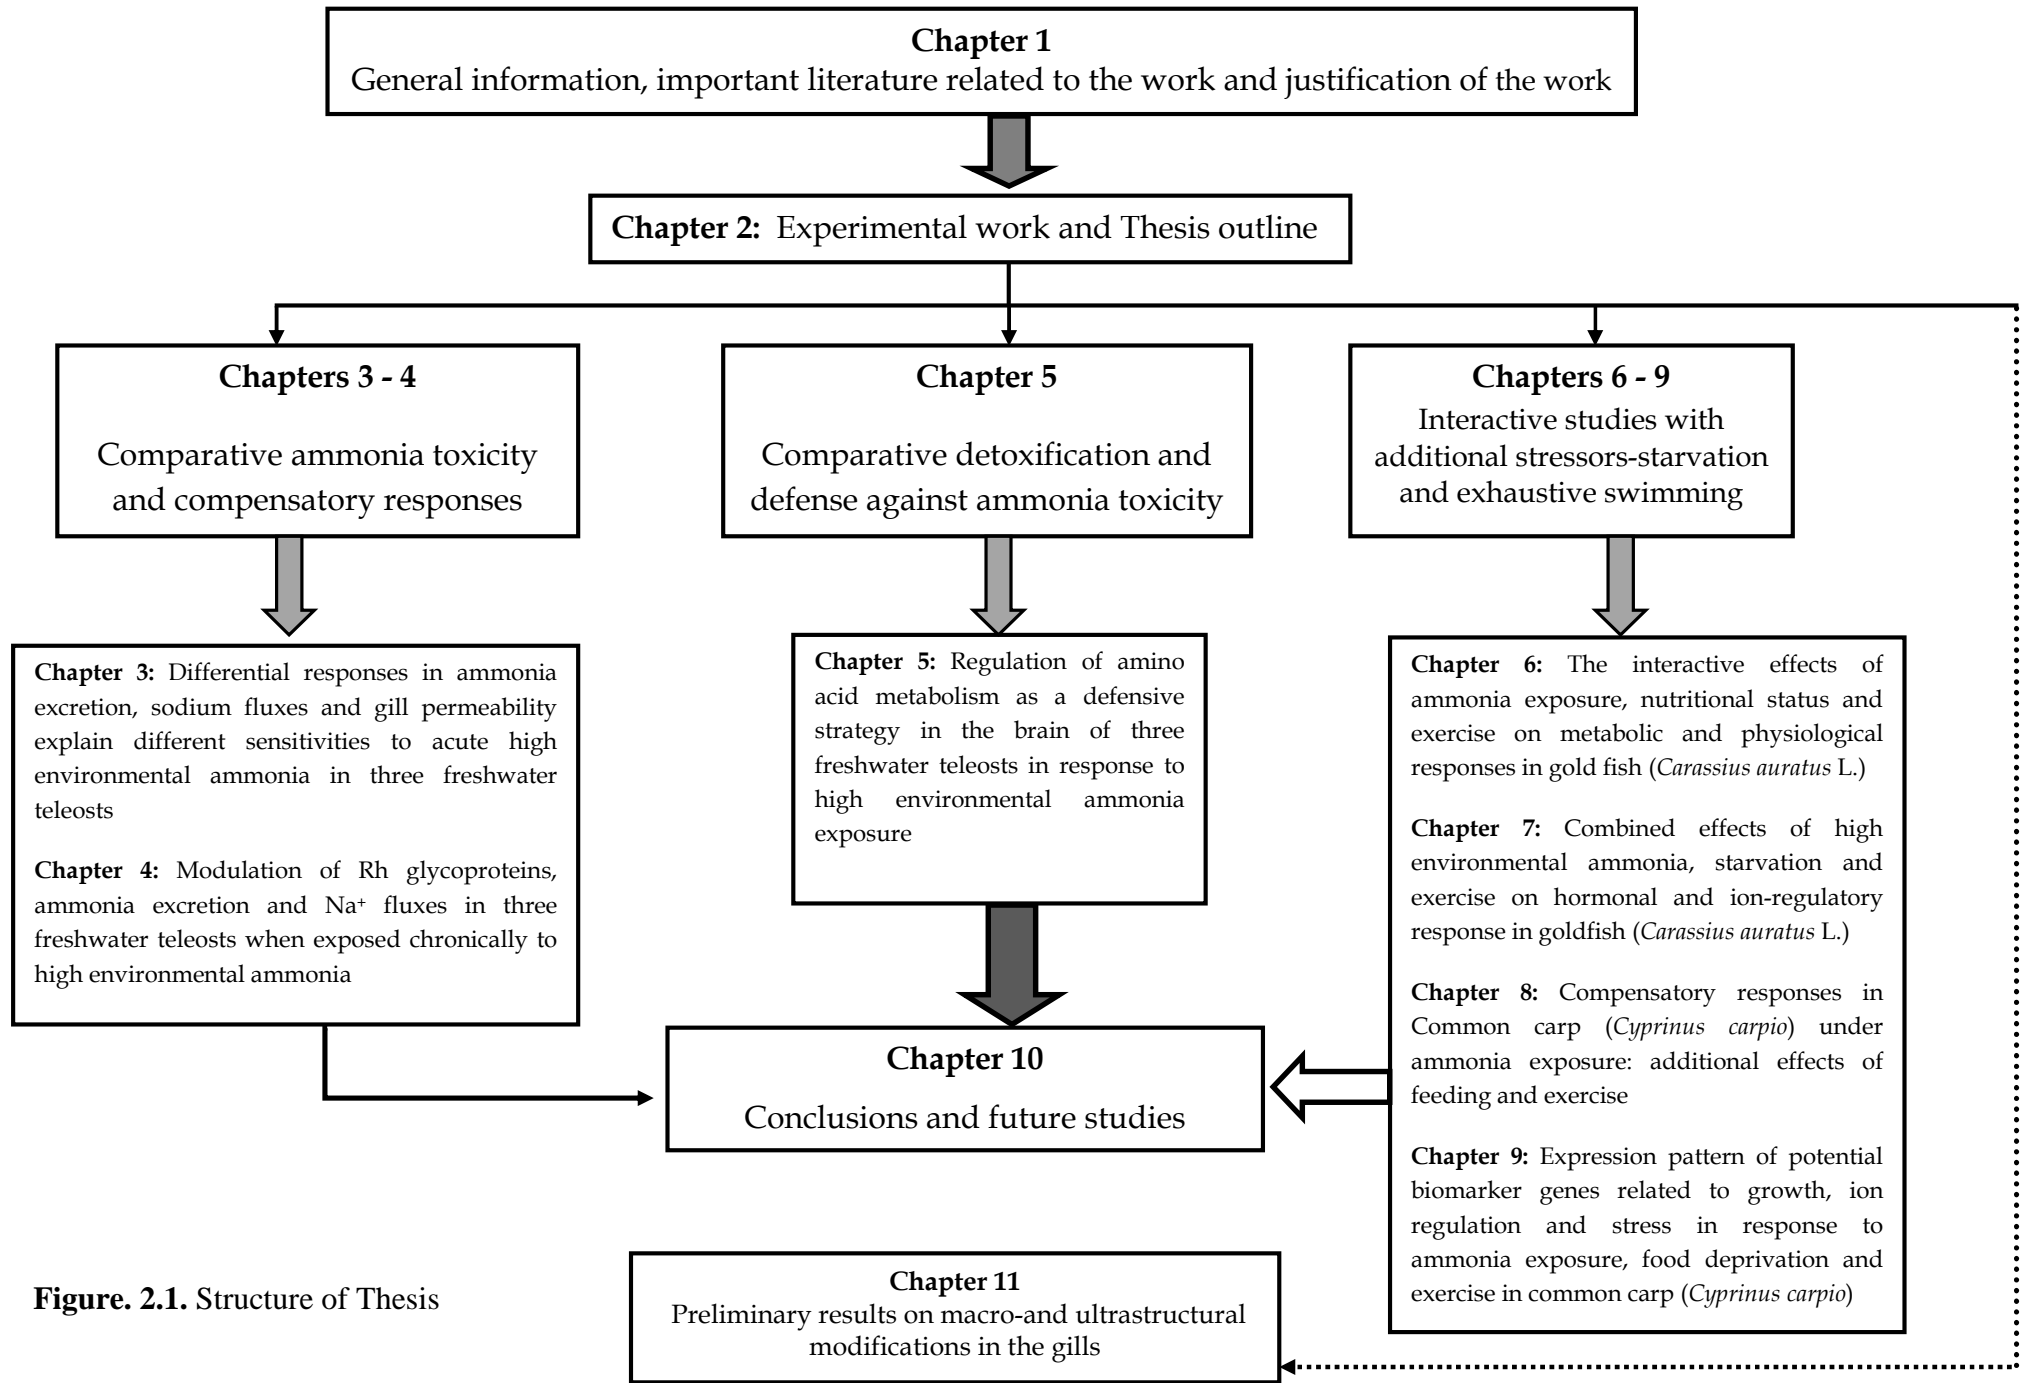 Chapter 1
General information, important literature related to the work and justification of the work
Chapter 2: Experimental work and Thesis outline
Chapters 3 - 4
Comparative ammonia toxicity
and compensatory responses
Chapter 5
Comparative detoxification and
defense against ammonia toxicity
Chapters 6 - 9
Interactive studies with
additional stressors-starvation
and exhaustive swimming
Chapter 3: Differential responses in ammonia
excretion, sodium fluxes and gill permeability
explain different sensitivities to acute high
environmental ammonia in three freshwater
teleosts
Chapter 4: Modulation of Rh glycoproteins,
ammonia excretion and Na⁺ fluxes in three
freshwater teleosts when exposed chronically to
high environmental ammonia
Chapter 5: Regulation of amino
acid metabolism as a defensive
strategy in the brain of three
freshwater teleosts in response to
high environmental ammonia
exposure
Chapter 6: The interactive effects of
ammonia exposure, nutritional status and
exercise on metabolic and physiological
responses in gold fish (Carassius auratus L.)
Chapter 7: Combined effects of high
environmental ammonia, starvation and
exercise on hormonal and ion-regulatory
response in goldfish (Carassius auratus L.)
Chapter 8: Compensatory responses in
Common carp (Cyprinus carpio) under
ammonia exposure: additional effects of
feeding and exercise
Chapter 9: Expression pattern of potential
biomarker genes related to growth, ion
regulation and stress in response to
ammonia exposure, food deprivation and
exercise in common carp (Cyprinus carpio)
Chapter 10
Conclusions and future studies
Chapter 11
Preliminary results on macro-and ultrastructural
modifications in the gills
Figure. 2.1. Structure of Thesis